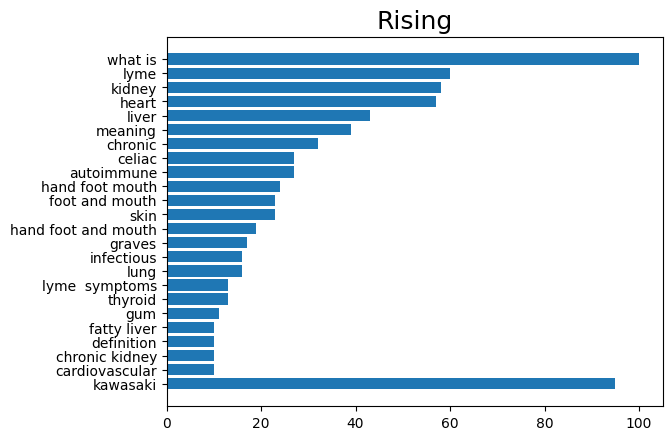 Rising
what is
lyme
kidney
heart
liver
meaning
chronic
celiac
autoimmune
hand foot mouth
foot and mouth
skin
hand foot and mouth
graves
infectious
lung
lyme  symptoms
thyroid
gum
fatty liver
definition
chronic kidney
cardiovascular
kawasaki
0 20 40 60 80 100